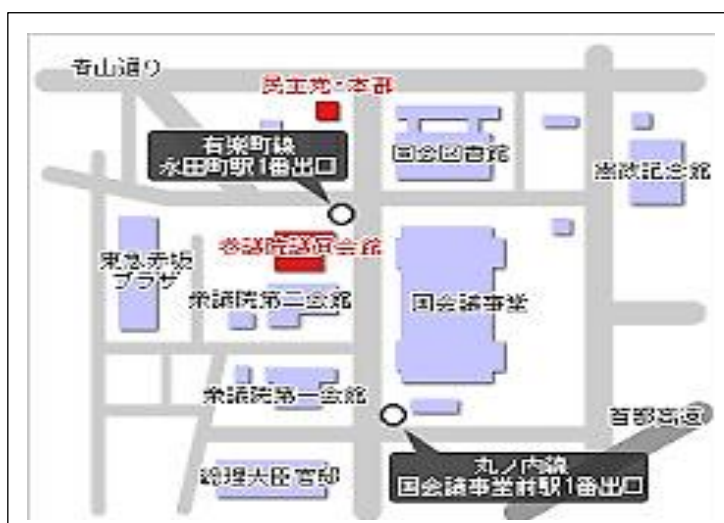 青山通り
民主党・本部
有楽町線
永田町駅1番出口
国会図書館
憲政記念館
参議院議員会館
東急赤坂
プラザ
衆議院第二会館
国会議事堂
衆議院第一会館
首都高速
丸ノ内線
国会議事堂前駅1番出口
総理大臣官邸